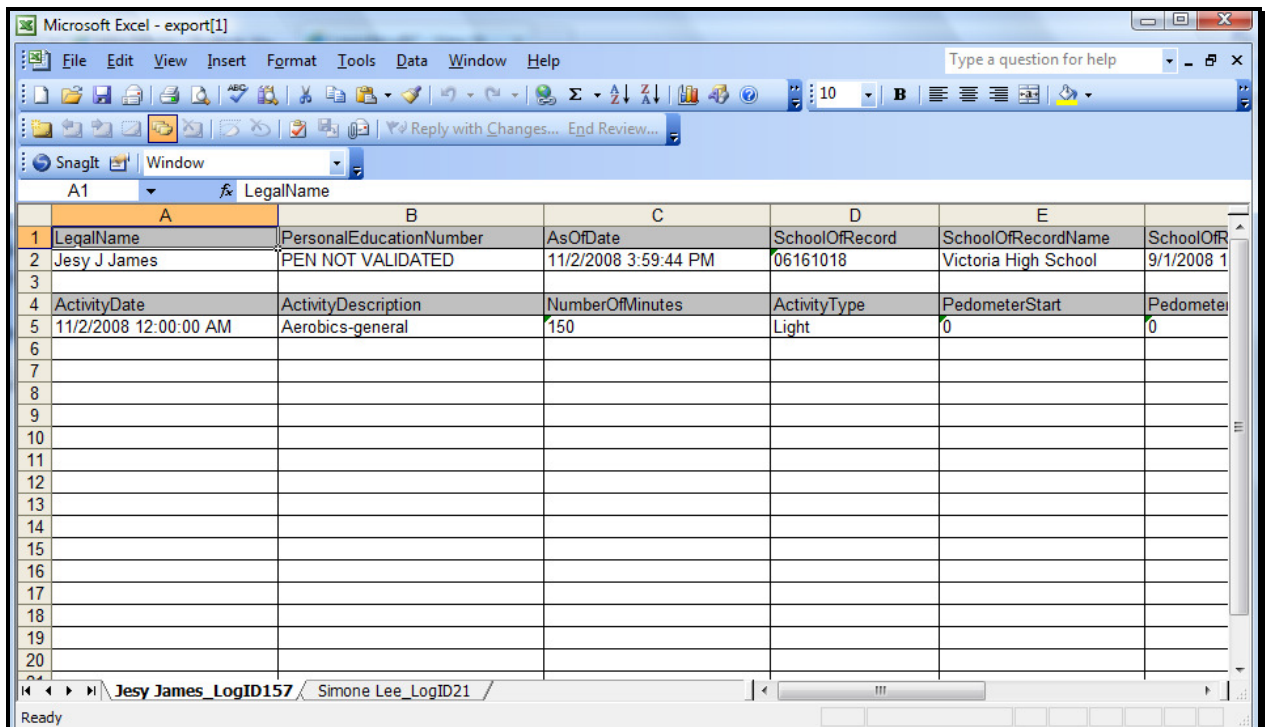 Microsoft Excel - export[1]
File Edit View Insert Format Tools Data Window Help Type a question for help
10 B
Reply with Changes... End Review...
SnagIt Window
A1 fx LegalName
A B C D E
1 LegalName PersonalEducationNumber AsOfDate SchoolOfRecord SchoolOfRecordName SchoolOfR
2 Jesy J James PEN NOT VALIDATED 11/2/2008 3:59:44 PM 06161018 Victoria High School 9/1/2008 1
3
4 ActivityDate ActivityDescription NumberOfMinutes ActivityType PedometerStart Pedometer
5 11/2/2008 12:00:00 AM Aerobics-general 150 Light 0 0
6
7
8
9
10
11
12
13
14
15
16
17
18
19
20
Jesy James_LogID157 Simone Lee_LogID21
Ready